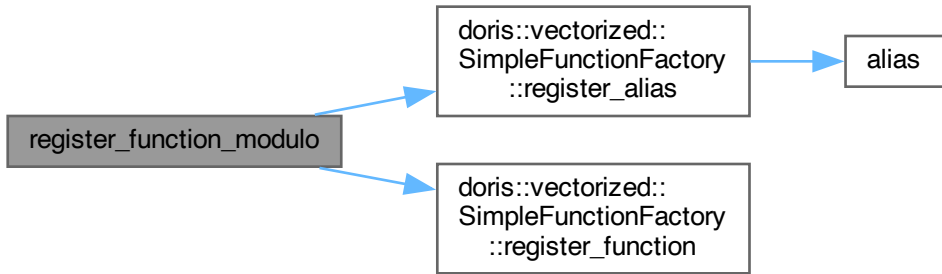 register_function_modulo
doris::vectorized::
SimpleFunctionFactory
::register_alias
alias
doris::vectorized::
SimpleFunctionFactory
::register_function